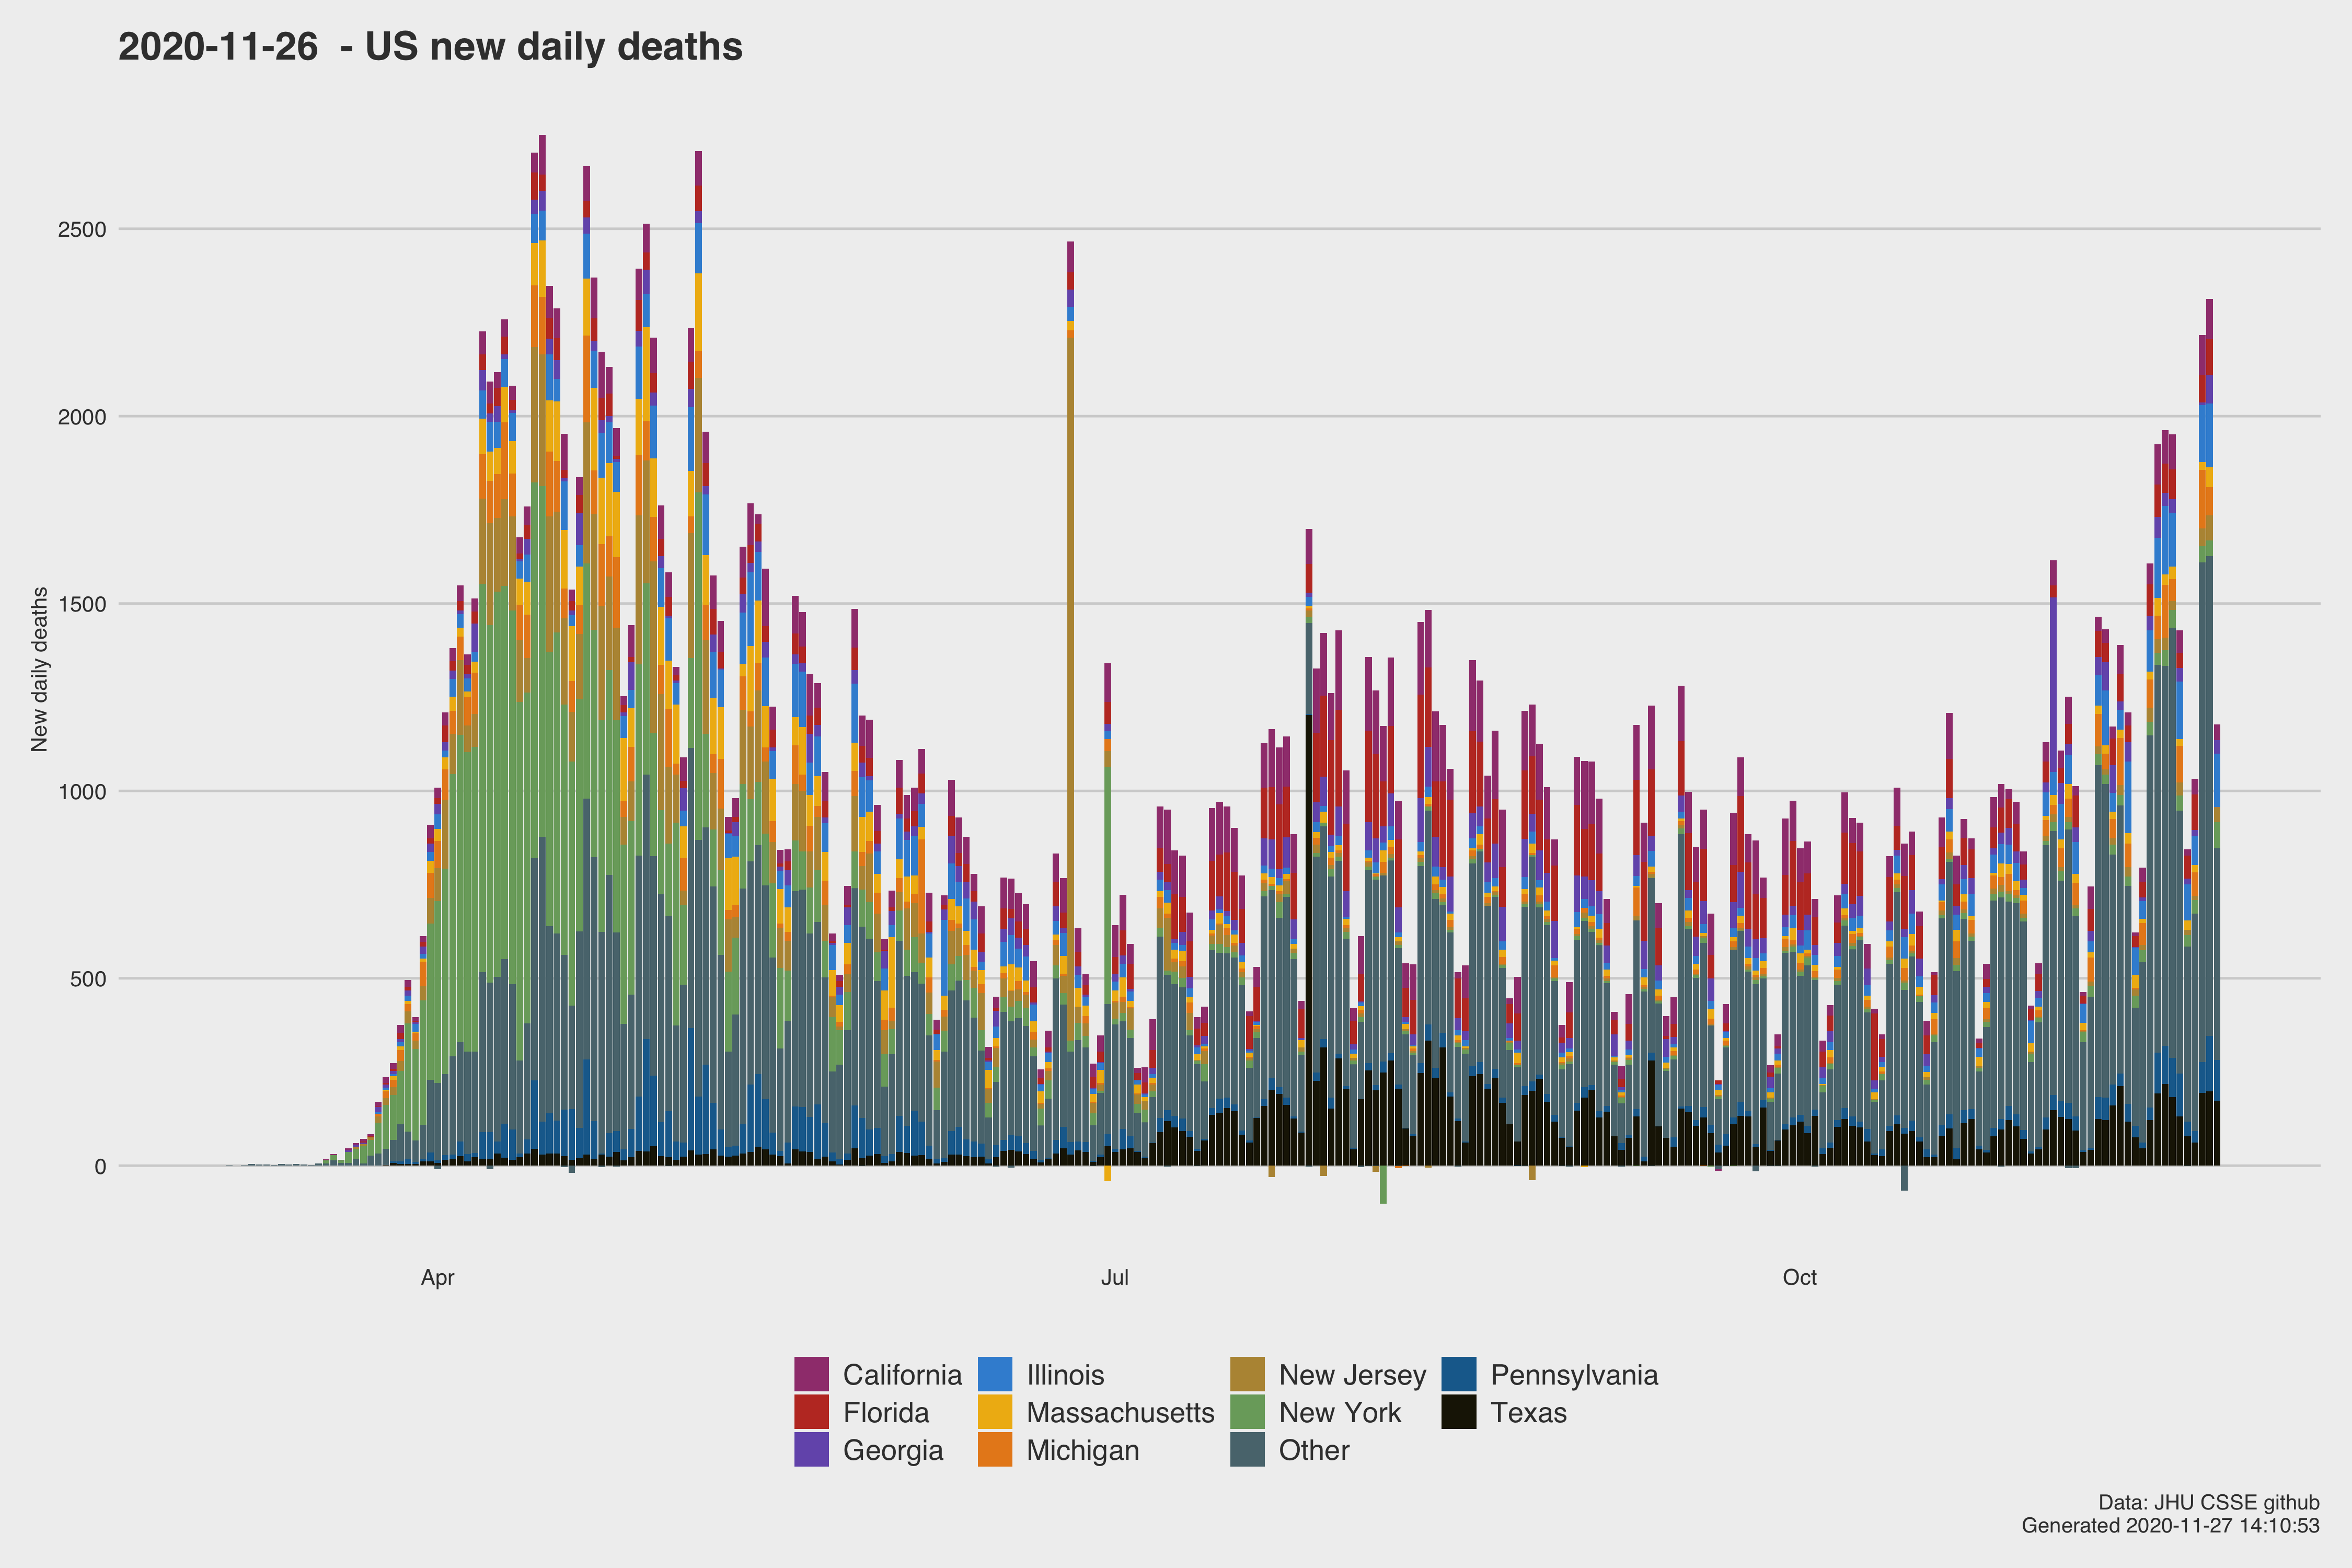 2020-11-26  - US new daily deaths
New daily deaths
2500
2000
1500
1000
500
0
Apr
Jul
Oct
California
Florida
Georgia
Illinois
Massachusetts
Michigan
New Jersey
New York
Other
Pennsylvania
Texas
Data: JHU CSSE github
Generated 2020-11-27 14:10:53